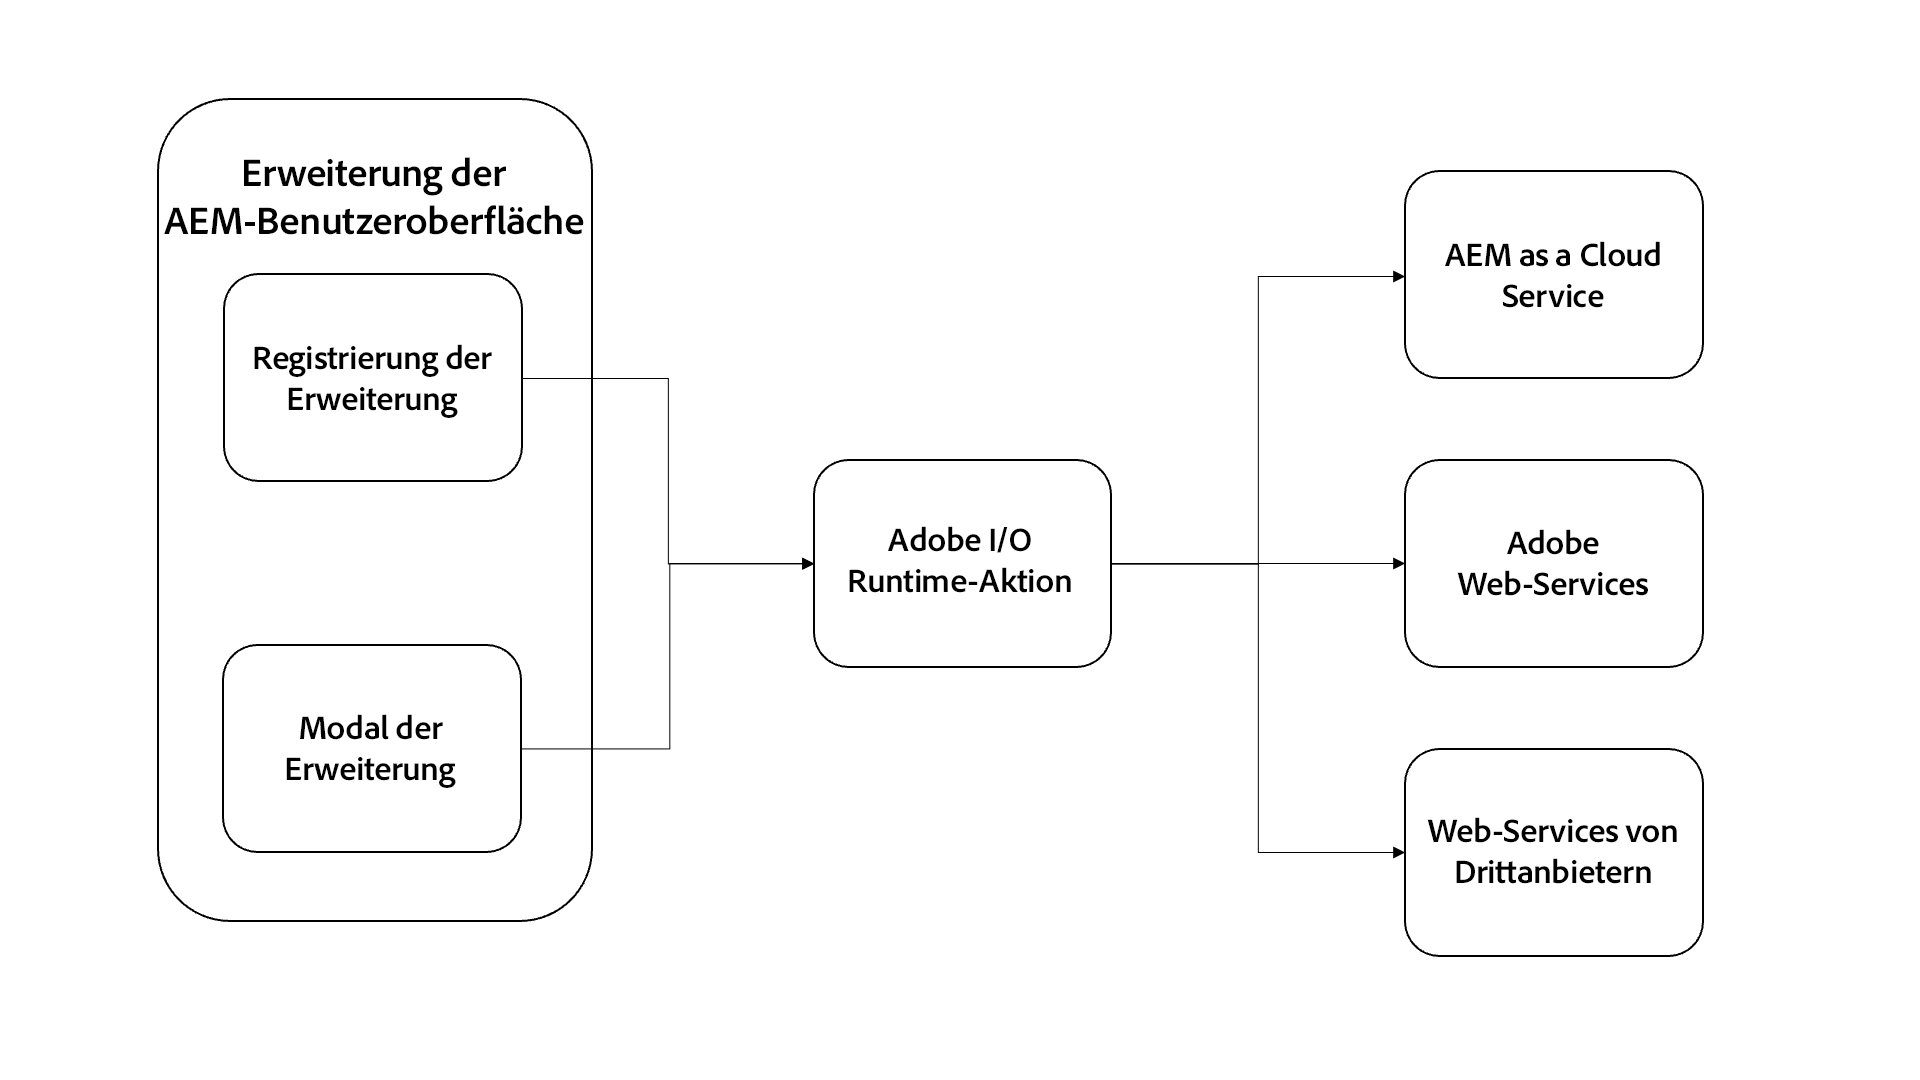 Erweiterung der
AEM-Benutzeroberfläche
Registrierung der
Erweiterung
Modal der
Erweiterung
Adobe I/O
Runtime-Aktion
AEM as a Cloud
Service
Adobe
Web-Services
Web-Services von
Drittanbietern